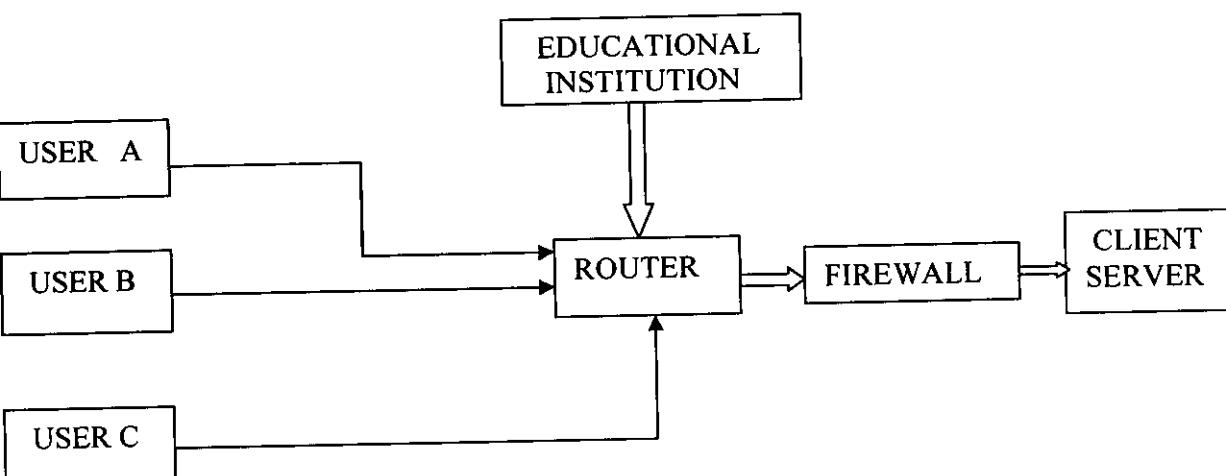 EDUCATIONAL
INSTITUTION
USER A
USER B
ROUTER
FIREWALL
CLIENT
SERVER
USER C